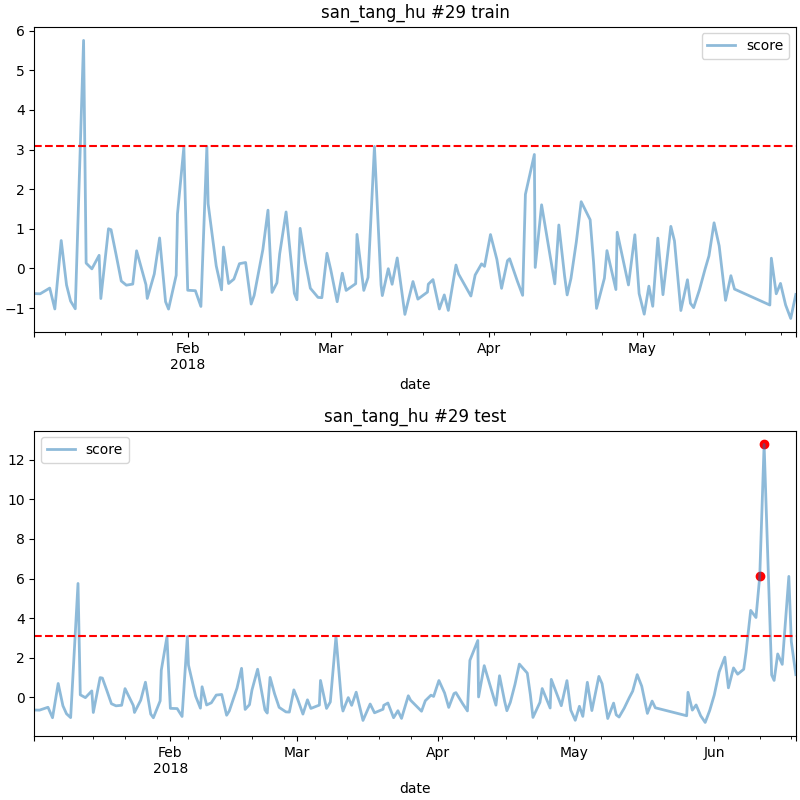 san_tang_hu #29 train
score
6
5
4
3
2
1
0
−1
Feb
2018
Mar
Apr
May
date
san_tang_hu #29 test
score
12
10
8
6
4
2
0
Feb
2018
Mar
Apr
May
Jun
date